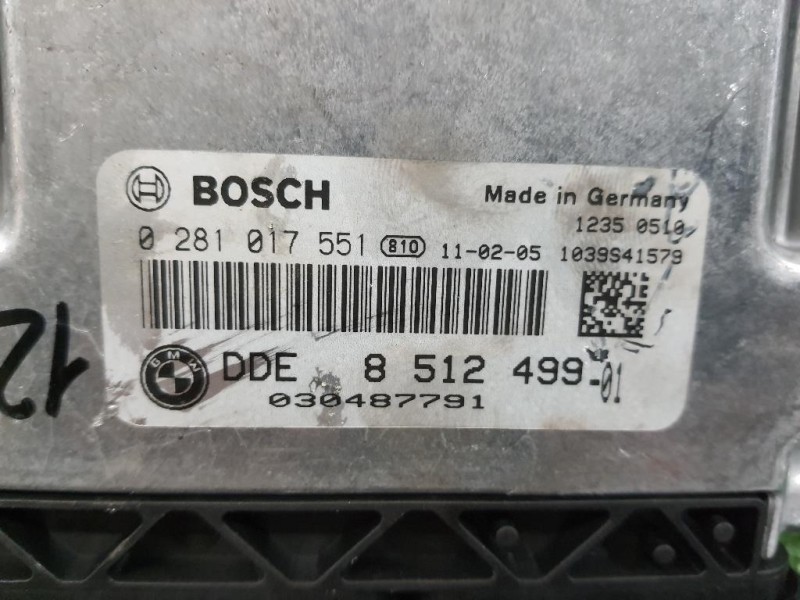 BOSCH
Made in Germany
1235 0510
0 281 017 551 810 11-02-05 1039S41579
BMW DDE 8 512 499-01
030487791
12